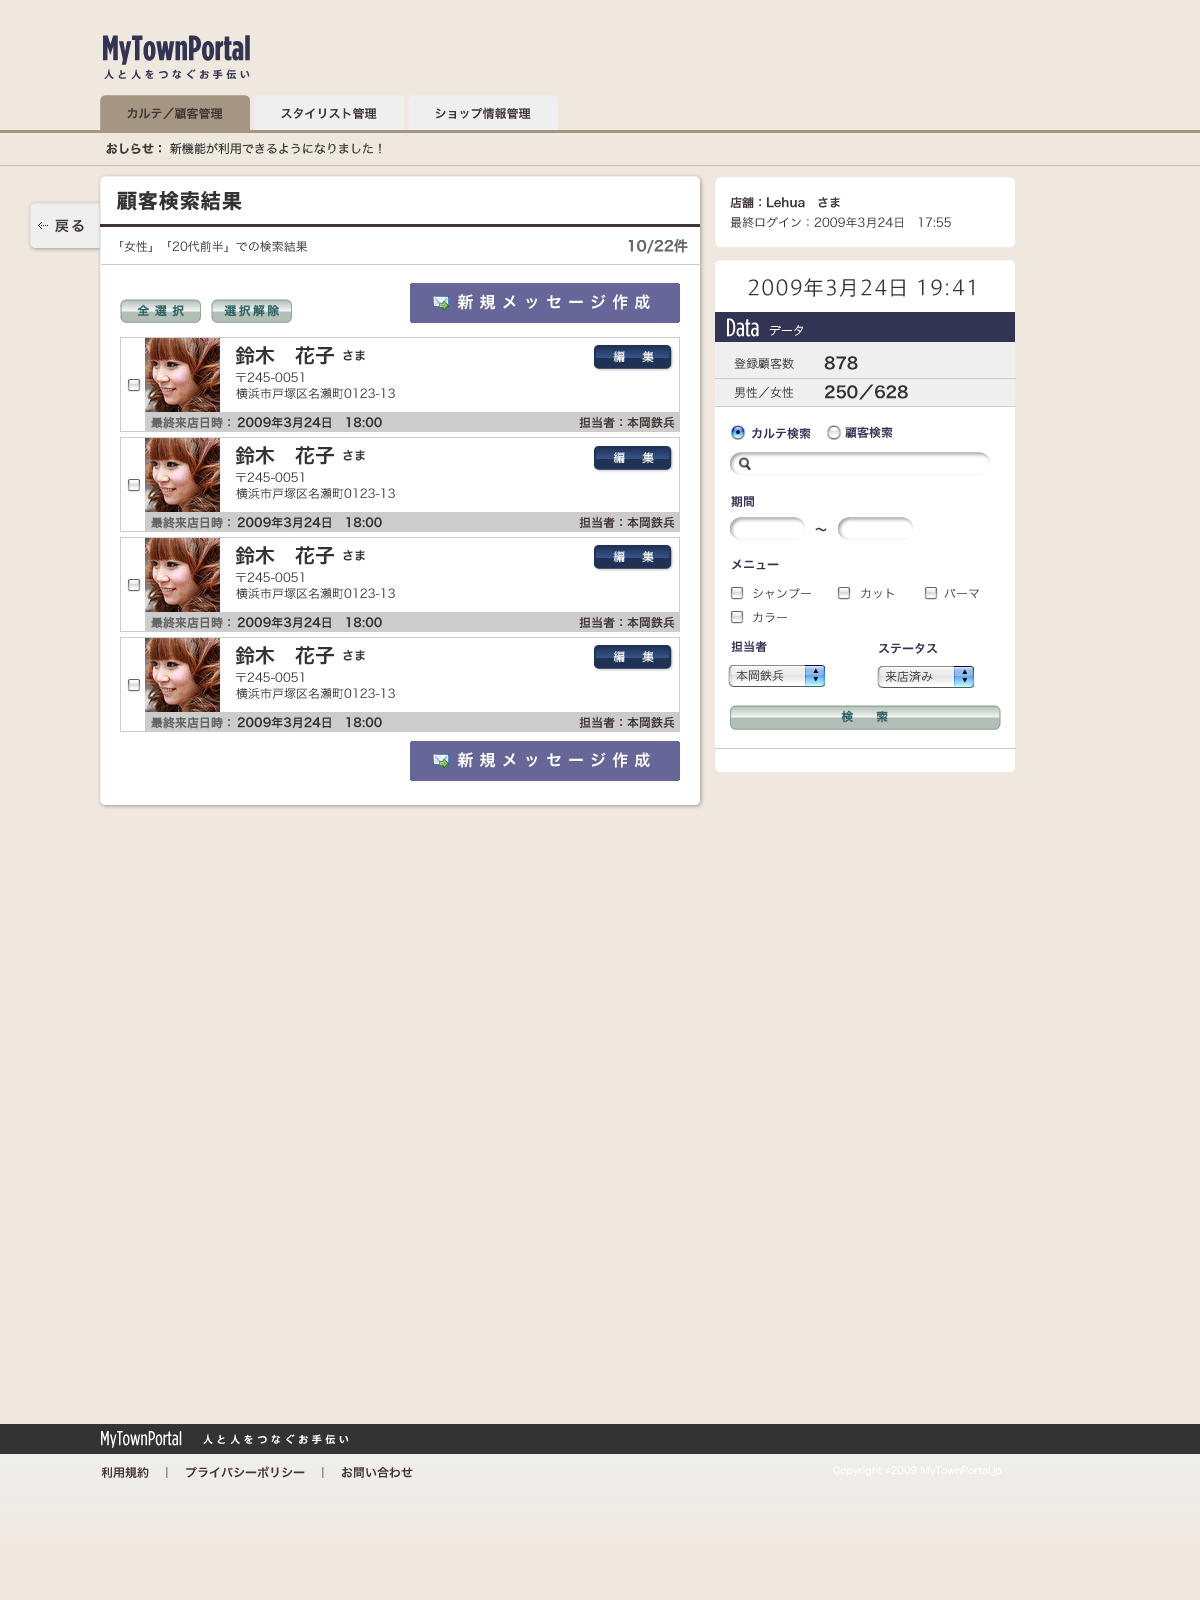 MyTownPortal
人と人をつなぐお手伝い
カルテ／顧客管理
スタイリスト管理
ショップ情報管理
おしらせ： 新機能が利用できるようになりました！
戻る
顧客検索結果
「女性」「20代前半」での検索結果
10/22件
全選択
選択解除
新規メッセージ作成
鈴木　花子 さま
編　集
〒245-0051
横浜市戸塚区名瀬町0123-13
最終来店日時： 2009年3月24日　18:00
担当者：本岡鉄兵
鈴木　花子 さま
編　集
〒245-0051
横浜市戸塚区名瀬町0123-13
最終来店日時： 2009年3月24日　18:00
担当者：本岡鉄兵
鈴木　花子 さま
編　集
〒245-0051
横浜市戸塚区名瀬町0123-13
最終来店日時： 2009年3月24日　18:00
担当者：本岡鉄兵
鈴木　花子 さま
編　集
〒245-0051
横浜市戸塚区名瀬町0123-13
最終来店日時： 2009年3月24日　18:00
担当者：本岡鉄兵
新規メッセージ作成
店舗：Lehua　さま
最終ログイン：2009年3月24日　17:55
2009年3月24日 19:41
Data データ
登録顧客数 878
男性／女性 250／628
カルテ検索
顧客検索
期間
～
メニュー
シャンプー
カット
パーマ
カラー
担当者
ステータス
本岡鉄兵
来店済み
検　索
MyTownPortal 人と人をつなぐお手伝い
利用規約 | プライバシーポリシー | お問い合わせ
Copyright ©2009 MyTownPortal.jp